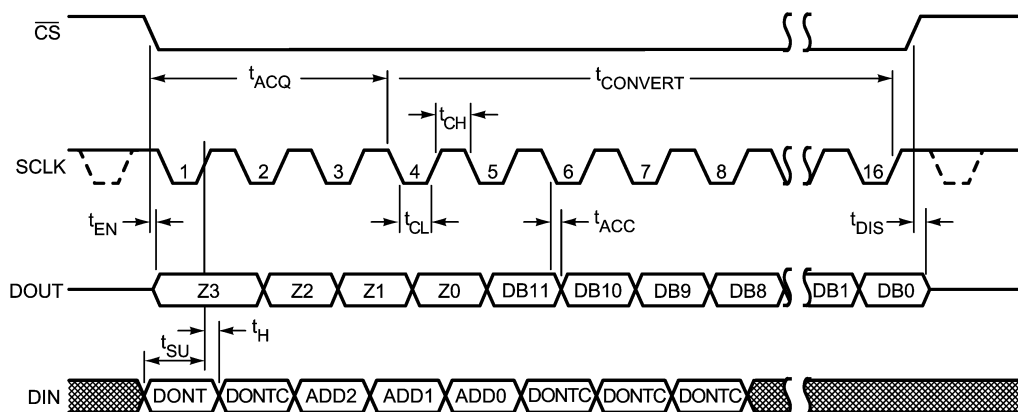 CS
tACQ
tCONVERT
tCH
SCLK
1 2 3 4 5 6 7 8 16
tEN
tCL
tACC
tDIS
DOUT
Z3 Z2 Z1 Z0 DB11 DB10 DB9 DB8 DB1 DB0
tSU
tH
DIN
DONT DONTC ADD2 ADD1 ADD0 DONTC DONTC DONTC